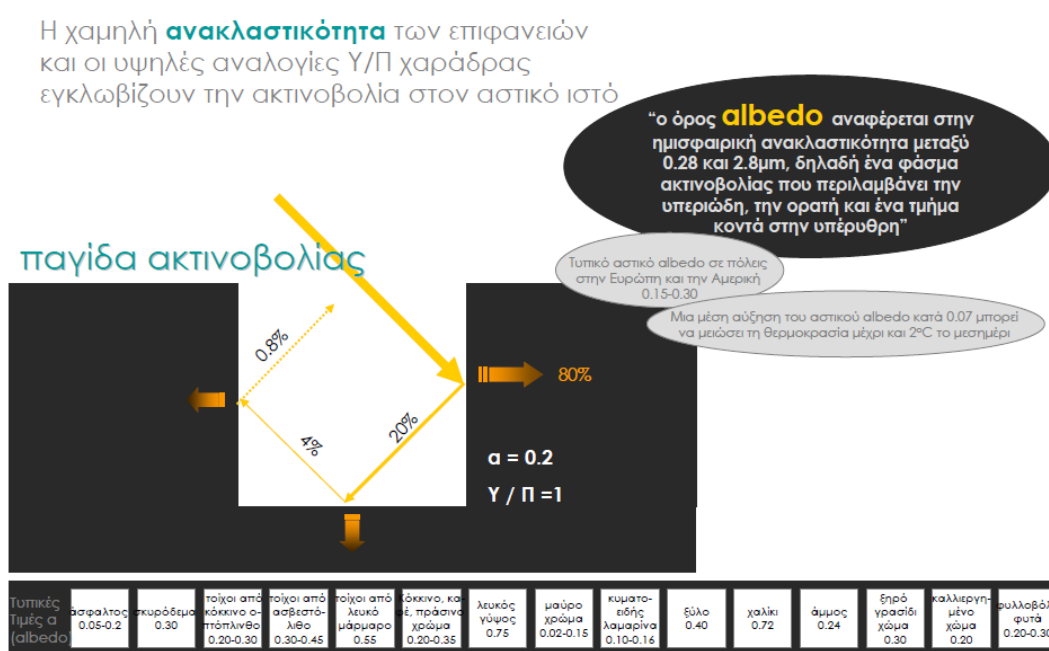 Η χαμηλή ανακλαστικότητα των επιφανειών
και οι υψηλές αναλογίες Υ/Π χαράδρας
εγκλωβίζουν την ακτινοβολία στον αστικό ιστό
“ο όρος albedo αναφέρεται στην
ημισφαιρική ανακλαστικότητα μεταξύ
0.28 και 2.8μm, δηλαδή ένα φάσμα
ακτινοβολίας που περιλαμβάνει την
υπεριώδη, την ορατή και ένα τμήμα
κοντά στην υπέρυθρη”
παγίδα ακτινοβολίας
Τυπικό αστικό albedo σε πόλεις
στην Ευρώπη και την Αμερική
0.15-0.30
Μια μέση αύξηση του αστικού albedo κατά 0.07 μπορεί
να μειώσει τη θερμοκρασία μέχρι και 2°C το μεσημέρι
0.8%
80%
20%
4%
α = 0.2
Υ / Π =1
Τυπικές
Τιμές α
(albedo)
άσφαλτος
0.05-0.2
σκυρόδεμα
0.30
τοίχοι από
κόκκινο ο-
πτόπλινθο
0.20-0.30
τοίχοι από
ασβεστό-
λιθο
0.30-0.45
τοίχοι από
λευκό
μάρμαρο
0.55
κόκκινο, κα-
φέ, πράσινο
χρώμα
0.20-0.35
λευκός
γύψος
0.75
μαύρο
χρώμα
0.02-0.15
κυματο-
ειδής
λαμαρίνα
0.10-0.16
ξύλο
0.40
χαλίκι
0.72
άμμος
0.24
ξηρό
γρασίδι
χώμα
0.30
καλλιεργη-
μένο
χώμα
0.20
φυλλοβόλ
φυτά
0.20-0.30